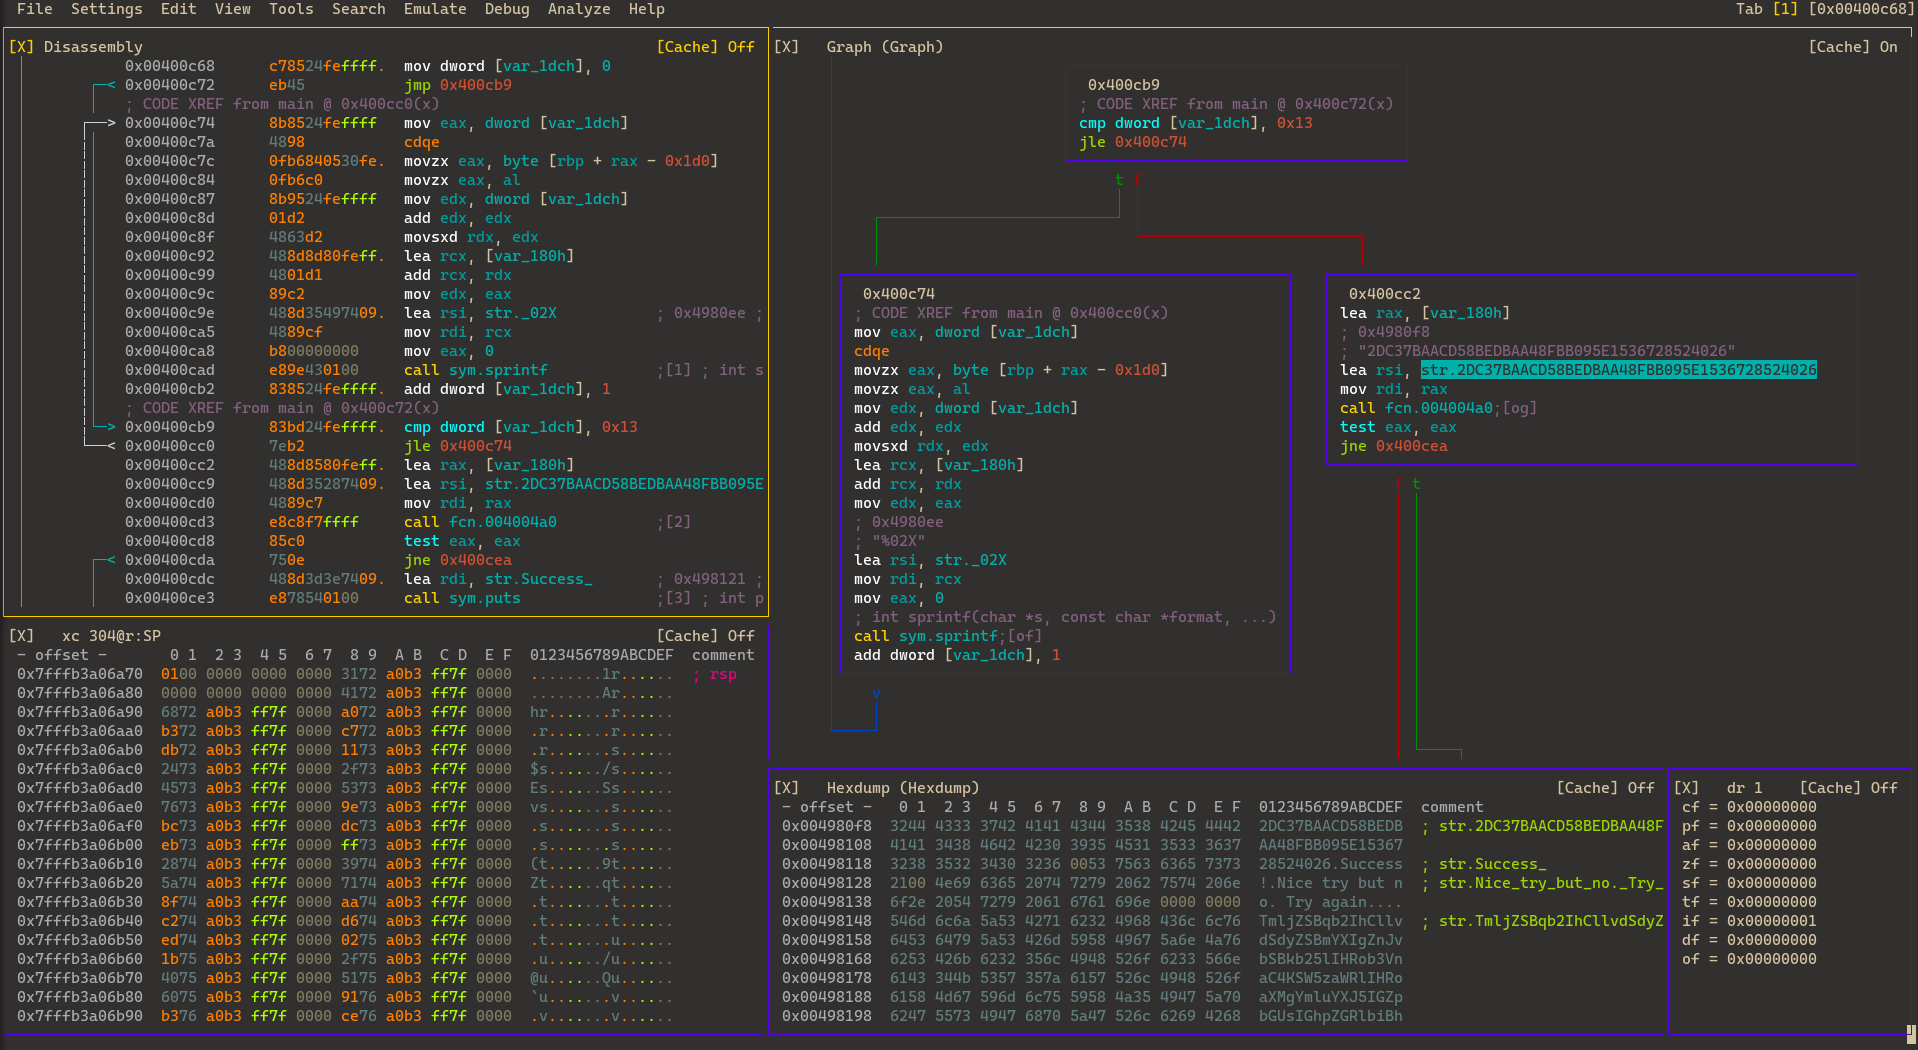 File  Settings  Edit  View  Tools  Search  Emulate  Debug  Analyze  Help  Tab [1] [0x00400c68]
[X] Disassembly  [Cache] Off
0x00400c68  c78524feffff.  mov dword [var_1dch], 0
0x00400c72  eb45  jmp 0x400cb9
; CODE XREF from main @ 0x400cc0(x)
0x00400c74  8b8524feffff  mov eax, dword [var_1dch]
0x00400c7a  4898  cdqe
0x00400c7c  0fb6840530fe.  movzx eax, byte [rbp + rax - 0x1d0]
0x00400c84  0fb6c0  movzx eax, al
0x00400c87  8b9524feffff  mov edx, dword [var_1dch]
0x00400c8d  01d2  add edx, edx
0x00400c8f  4863d2  movsxd rdx, edx
0x00400c92  488d8d80feff.  lea rcx, [var_180h]
0x00400c99  4801d1  add rcx, rdx
0x00400c9c  89c2  mov edx, eax
0x00400c9e  488d35497409.  lea rsi, str._02X  ; 0x4980ee ;
0x00400ca5  4889cf  mov rdi, rcx
0x00400ca8  b800000000  mov eax, 0
0x00400cad  e89e430100  call sym.sprintf  ;[1] ; int s
0x00400cb2  838524feffff.  add dword [var_1dch], 1
; CODE XREF from main @ 0x400c72(x)
0x00400cb9  83bd24feffff.  cmp dword [var_1dch], 0x13
0x00400cc0  7eb2  jle 0x400c74
0x00400cc2  488d8580feff.  lea rax, [var_180h]
0x00400cc9  488d35287409.  lea rsi, str.2DC37BAACD58BEDBAA48FBB095E
0x00400cd0  4889c7  mov rdi, rax
0x00400cd3  e8c8f7ffff  call fcn.004004a0  ;[2]
0x00400cd8  85c0  test eax, eax
0x00400cda  750e  jne 0x400cea
0x00400cdc  488d3d3e7409.  lea rdi, str.Success_  ; 0x498121 ;
0x00400ce3  e878540100  call sym.puts  ;[3] ; int p
[X]  Graph (Graph)  [Cache] On
0x400cb9
; CODE XREF from main @ 0x400c72(x)
cmp dword [var_1dch], 0x13
jle 0x400c74
t f
0x400c74
; CODE XREF from main @ 0x400cc0(x)
mov eax, dword [var_1dch]
cdqe
movzx eax, byte [rbp + rax - 0x1d0]
movzx eax, al
mov edx, dword [var_1dch]
add edx, edx
movsxd rdx, edx
lea rcx, [var_180h]
add rcx, rdx
mov edx, eax
; 0x4980ee
; "%02X"
lea rsi, str._02X
mov rdi, rcx
mov eax, 0
; int sprintf(char *s, const char *format, ...)
call sym.sprintf;[of]
add dword [var_1dch], 1
v
0x400cc2
lea rax, [var_180h]
; 0x4980f8
; "2DC37BAACD58BEDBAA48FBB095E1536728524026"
lea rsi, str.2DC37BAACD58BEDBAA48FBB095E1536728524026
mov rdi, rax
call fcn.004004a0;[og]
test eax, eax
jne 0x400cea
f t
[X]  xc 304@r:SP  [Cache] Off
- offset -  0 1  2 3  4 5  6 7  8 9  A B  C D  E F  0123456789ABCDEF  comment
0x7fffb3a06a70  0100 0000 0000 0000 3172 a0b3 ff7f 0000  ........1r......  ; rsp
0x7fffb3a06a80  0000 0000 0000 0000 4172 a0b3 ff7f 0000  ........Ar......
0x7fffb3a06a90  6872 a0b3 ff7f 0000 a072 a0b3 ff7f 0000  hr.......r......
0x7fffb3a06aa0  b372 a0b3 ff7f 0000 c772 a0b3 ff7f 0000  .r.......r......
0x7fffb3a06ab0  db72 a0b3 ff7f 0000 1173 a0b3 ff7f 0000  .r.......s......
0x7fffb3a06ac0  2473 a0b3 ff7f 0000 2f73 a0b3 ff7f 0000  $s....../s......
0x7fffb3a06ad0  4573 a0b3 ff7f 0000 5373 a0b3 ff7f 0000  Es......Ss......
0x7fffb3a06ae0  7673 a0b3 ff7f 0000 9e73 a0b3 ff7f 0000  vs.......s......
0x7fffb3a06af0  bc73 a0b3 ff7f 0000 dc73 a0b3 ff7f 0000  .s.......s......
0x7fffb3a06b00  eb73 a0b3 ff7f 0000 ff73 a0b3 ff7f 0000  .s.......s......
0x7fffb3a06b10  2874 a0b3 ff7f 0000 3974 a0b3 ff7f 0000  (t......9t......
0x7fffb3a06b20  5a74 a0b3 ff7f 0000 7174 a0b3 ff7f 0000  Zt......qt......
0x7fffb3a06b30  8f74 a0b3 ff7f 0000 aa74 a0b3 ff7f 0000  .t.......t......
0x7fffb3a06b40  c274 a0b3 ff7f 0000 d674 a0b3 ff7f 0000  .t.......t......
0x7fffb3a06b50  ed74 a0b3 ff7f 0000 0275 a0b3 ff7f 0000  .t.......u......
0x7fffb3a06b60  1b75 a0b3 ff7f 0000 2f75 a0b3 ff7f 0000  .u....../u......
0x7fffb3a06b70  4075 a0b3 ff7f 0000 5175 a0b3 ff7f 0000  @u......Qu......
0x7fffb3a06b80  6075 a0b3 ff7f 0000 9176 a0b3 ff7f 0000  `u.......v......
0x7fffb3a06b90  b376 a0b3 ff7f 0000 ce76 a0b3 ff7f 0000  .v.......v......
[X]  Hexdump (Hexdump)  [Cache] Off
- offset -  0 1  2 3  4 5  6 7  8 9  A B  C D  E F  0123456789ABCDEF  comment
0x004980f8  3244 4333 3742 4141 4344 3538 4245 4442  2DC37BAACD58BEDB  ; str.2DC37BAACD58BEDBAA48F
0x00498108  4141 3438 4642 4230 3935 4531 3533 3637  AA48FBB095E15367
0x00498118  3238 3532 3430 3236 0053 7563 6365 7373  28524026.Success  ; str.Success_
0x00498128  2100 4e69 6365 2074 7279 2062 7574 206e  !.Nice try but n  ; str.Nice_try_but_no._Try_
0x00498138  6f2e 2054 7279 2061 6761 696e 0000 0000  o. Try again....
0x00498148  546d 6c6a 5a53 4271 6232 4968 436c 6c76  TmljZSBqb2IhCllv  ; str.TmljZSBqb2IhCllvdSdyZ
0x00498158  6453 6479 5a53 426d 5958 4967 5a6e 4a76  dSdyZSBmYXIgZnJv
0x00498168  6253 426b 6232 356c 4948 526f 6233 566e  bSBkb25lIHRob3Vn
0x00498178  6143 344b 5357 357a 6157 526c 4948 526f  aC4KSW5zaWRlIHRo
0x00498188  6158 4d67 596d 6c75 5958 4a35 4947 5a70  aXMgYmluYXJ5IGZp
0x00498198  6247 5573 4947 6870 5a47 526c 6269 4268  bGUsIGhpZGRlbiBh
[X]  dr 1  [Cache] Off
cf = 0x00000000
pf = 0x00000000
af = 0x00000000
zf = 0x00000000
sf = 0x00000000
tf = 0x00000000
if = 0x00000001
df = 0x00000000
of = 0x00000000